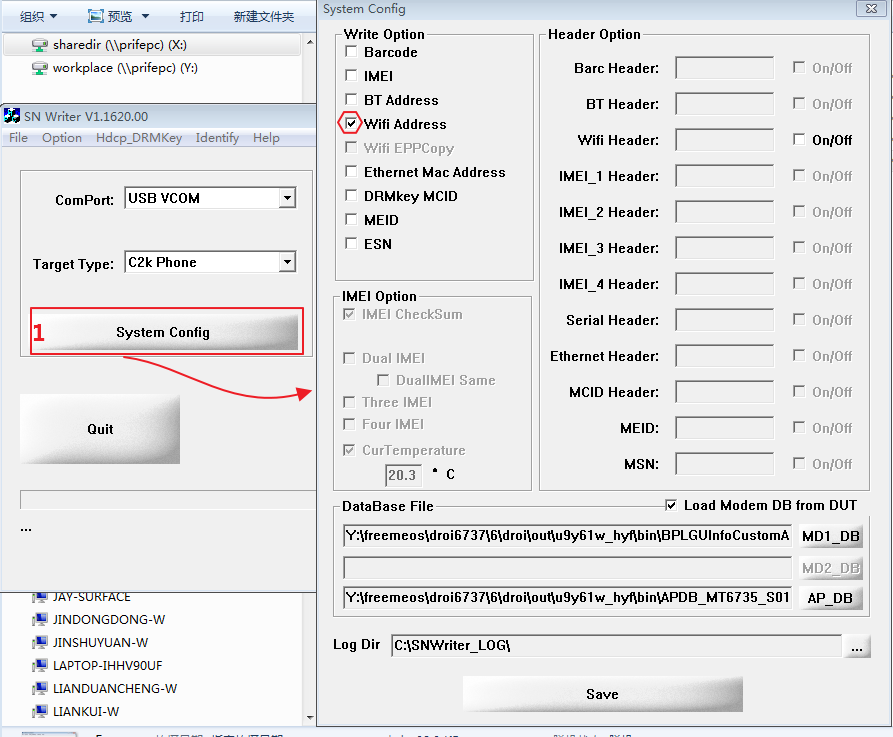 组织 预览 打印 新建文件夹
sharedir (\\prifepc) (X:)
workplace (\\prifepc) (Y:)
SN Writer V1.1620.00
File Option Hdcp_DRMKey Identify Help
ComPort: USB VCOM
Target Type: C2k Phone
1 System Config
Quit
...
JAY-SURFACE
JINDONGDONG-W
JINSHUYUAN-W
LAPTOP-IHHV90UF
LIANDUANCHENG-W
LIANKUI-W
System Config
Write Option
Barcode
IMEI
BT Address
Wifi Address
Wifi EPPCopy
Ethernet Mac Address
DRMkey MCID
MEID
ESN
IMEI Option
IMEI CheckSum
Dual IMEI
DualIMEI Same
Three IMEI
Four IMEI
CurTemperature
20.3 ° C
Header Option
Barc Header: On/Off
BT Header: On/Off
Wifi Header: On/Off
IMEI_1 Header: On/Off
IMEI_2 Header: On/Off
IMEI_3 Header: On/Off
IMEI_4 Header: On/Off
Serial Header: On/Off
Ethernet Header: On/Off
MCID Header: On/Off
MEID: On/Off
MSN: On/Off
DataBase File Load Modem DB from DUT
Y:\freemeos\droi6737\6\droi\out\u9y61w_hyf\bin\BPLGUInfoCustomA MD1_DB
MD2_DB
Y:\freemeos\droi6737\6\droi\out\u9y61w_hyf\bin\APDB_MT6735_S01 AP_DB
Log Dir C:\SNWriter_LOG\ ...
Save